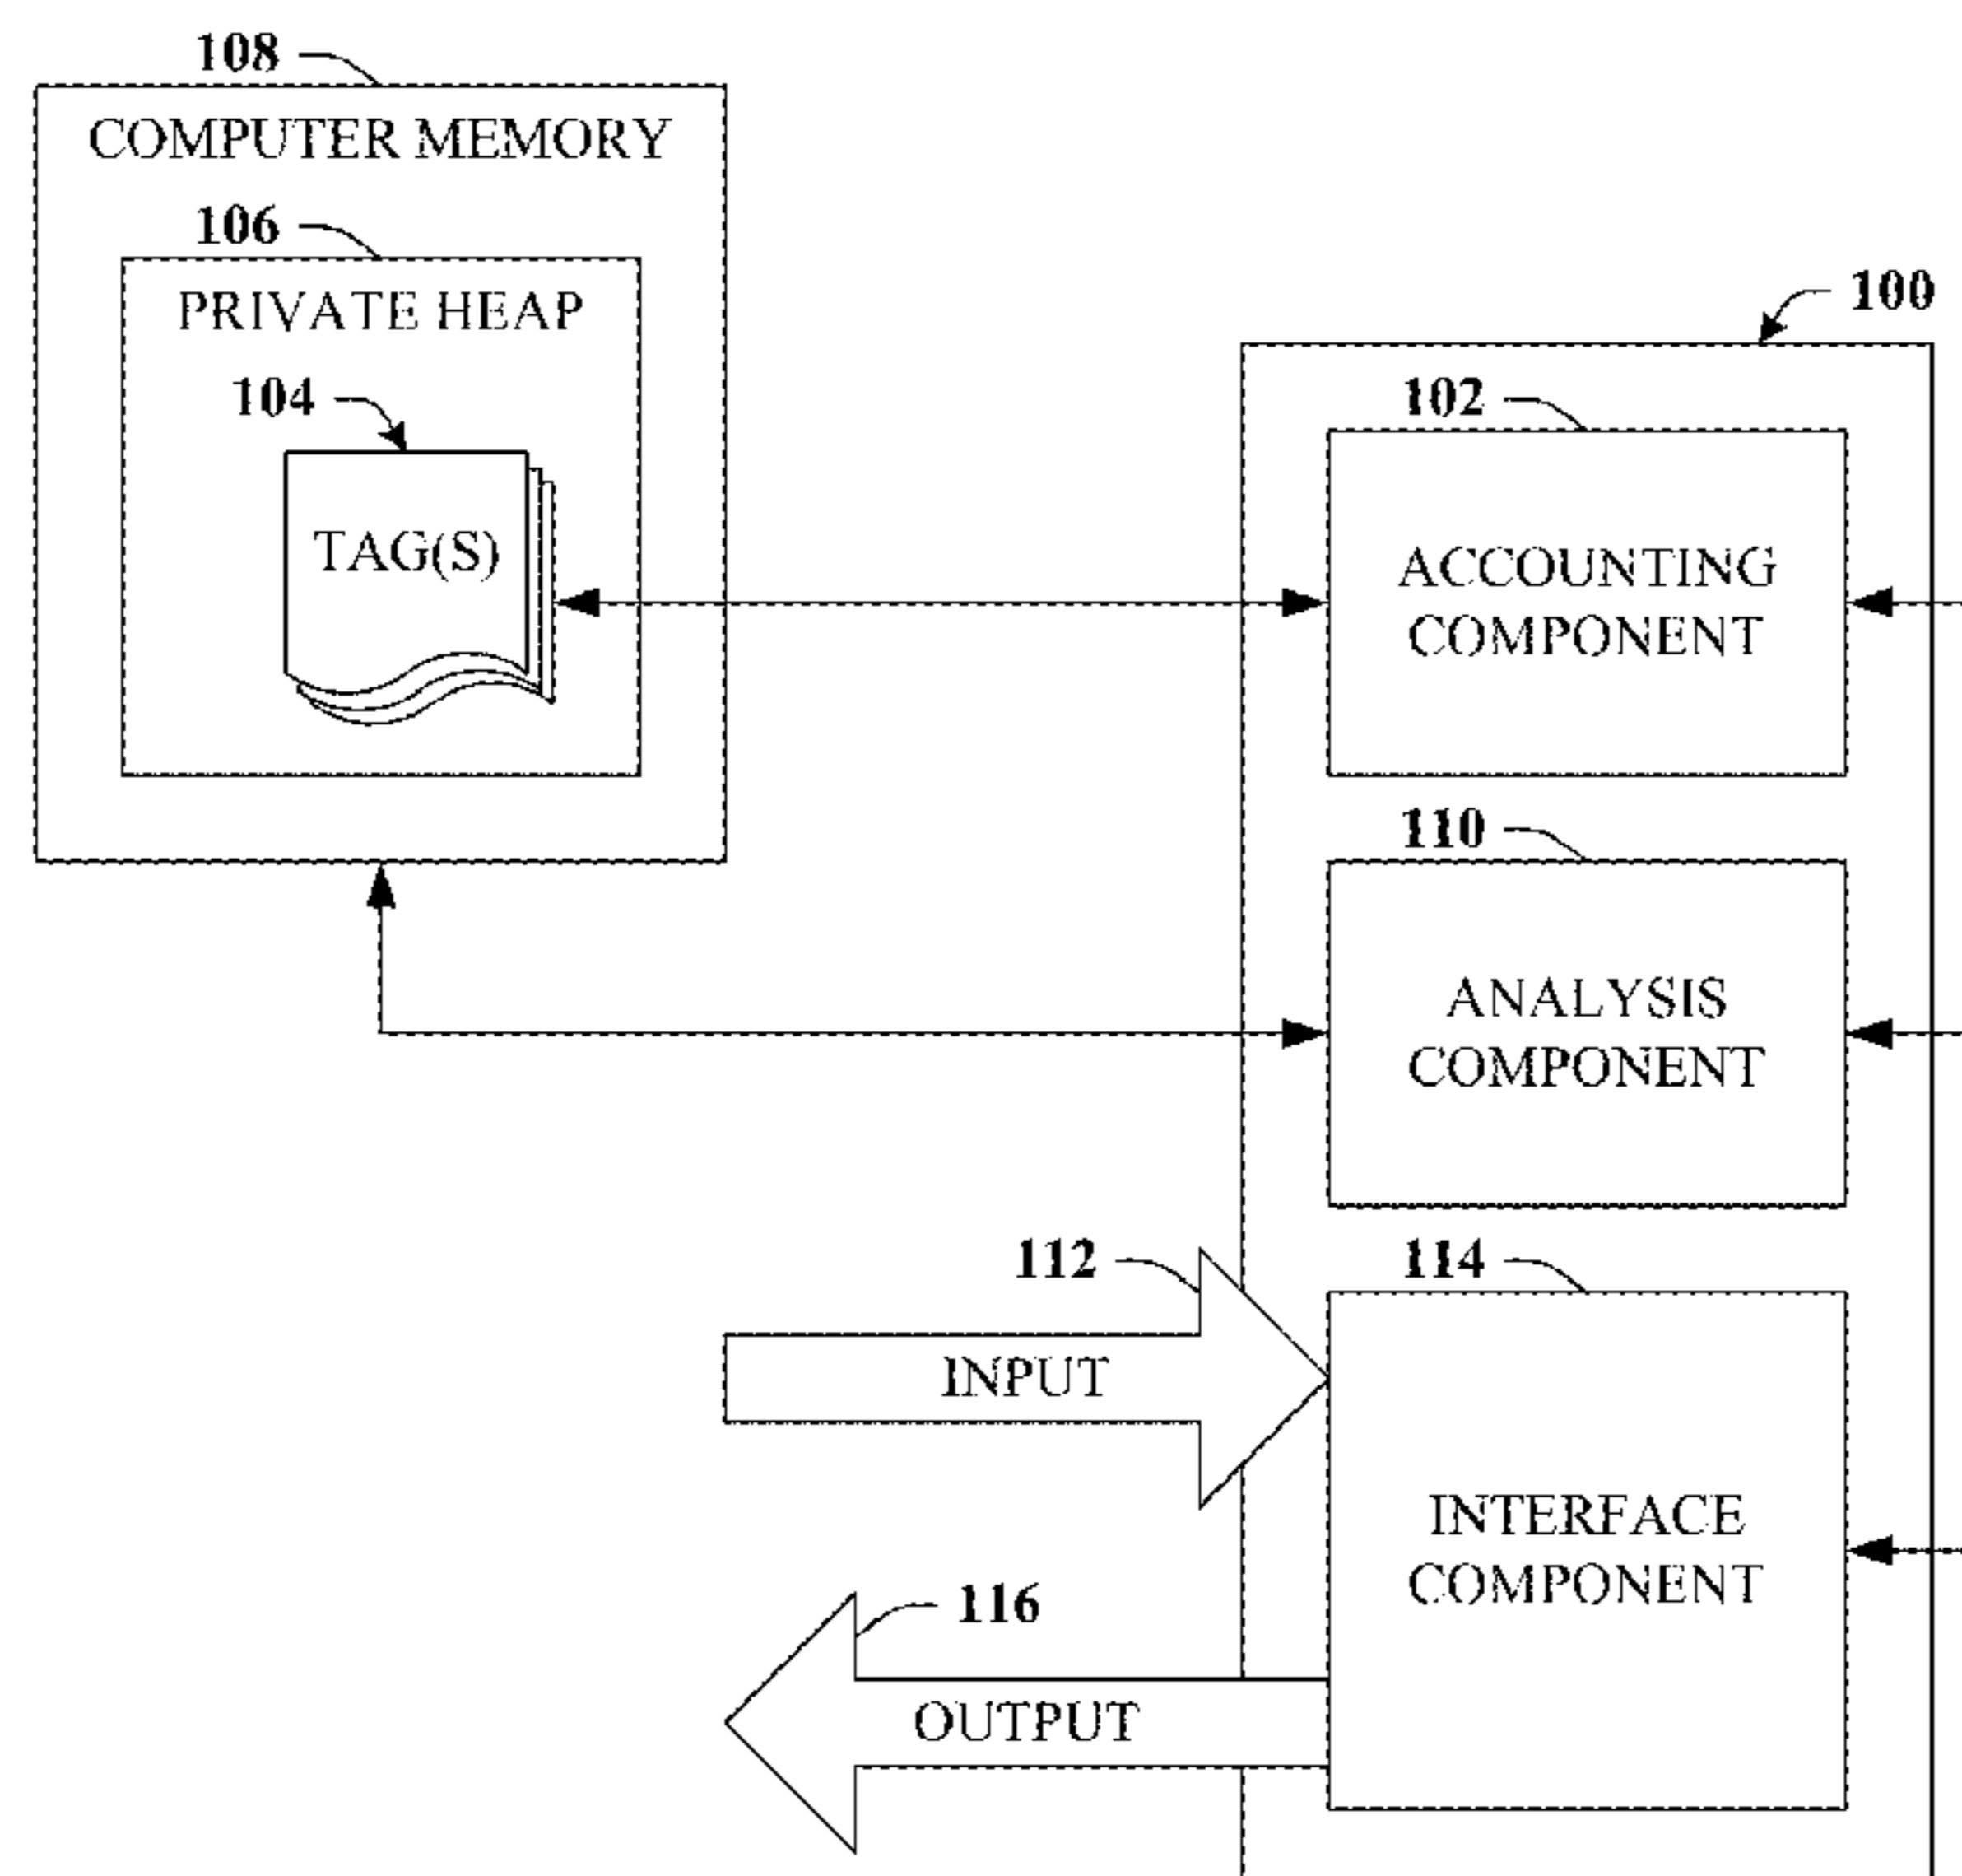 108
COMPUTER MEMORY
106
PRIVATE HEAP
104
TAG(S)
100
102
ACCOUNTING
COMPONENT
110
ANALYSIS
COMPONENT
112
INPUT
114
INTERFACE
COMPONENT
116
OUTPUT